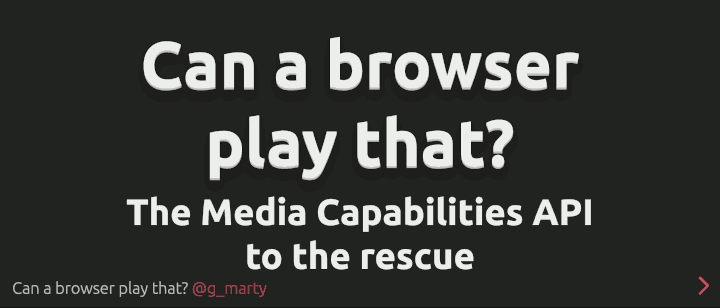 Can a browser
play that?
The Media Capabilities API
to the rescue
Can a browser play that? @g_marty